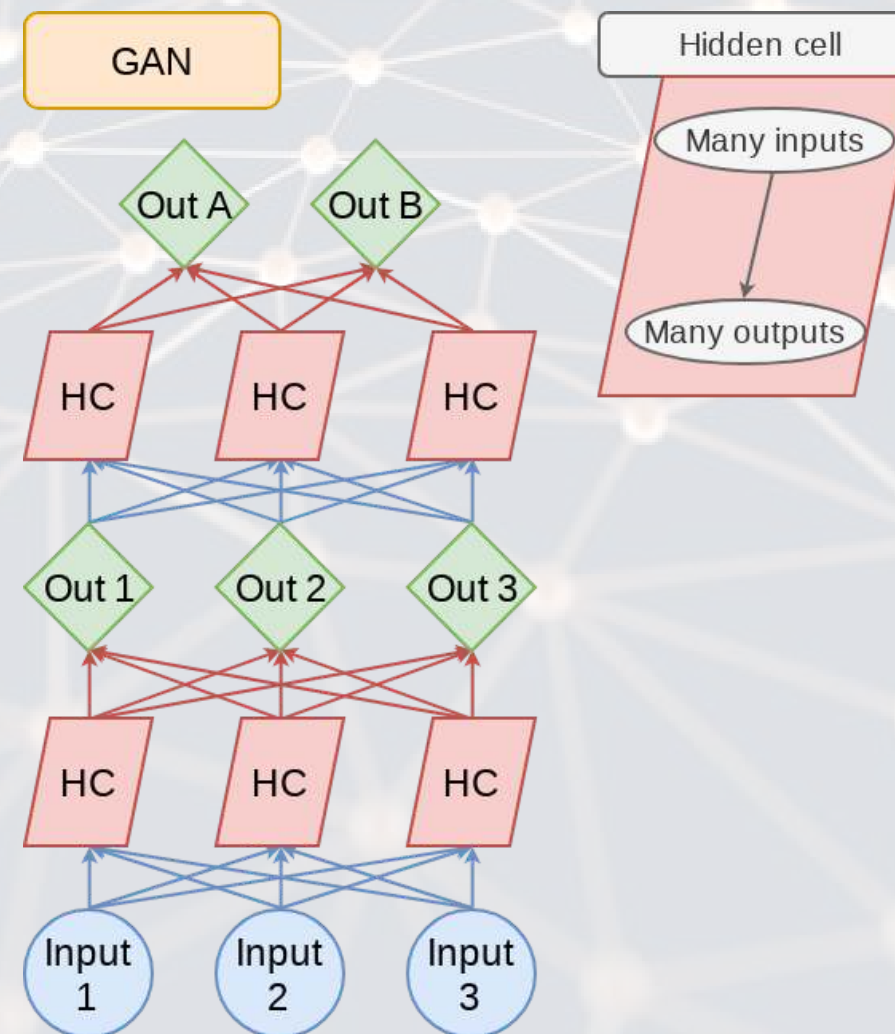 GAN
Hidden cell
Many inputs
Many outputs
Out A
Out B
HC
HC
HC
Out 1
Out 2
Out 3
HC
HC
HC
Input
1
Input
2
Input
3